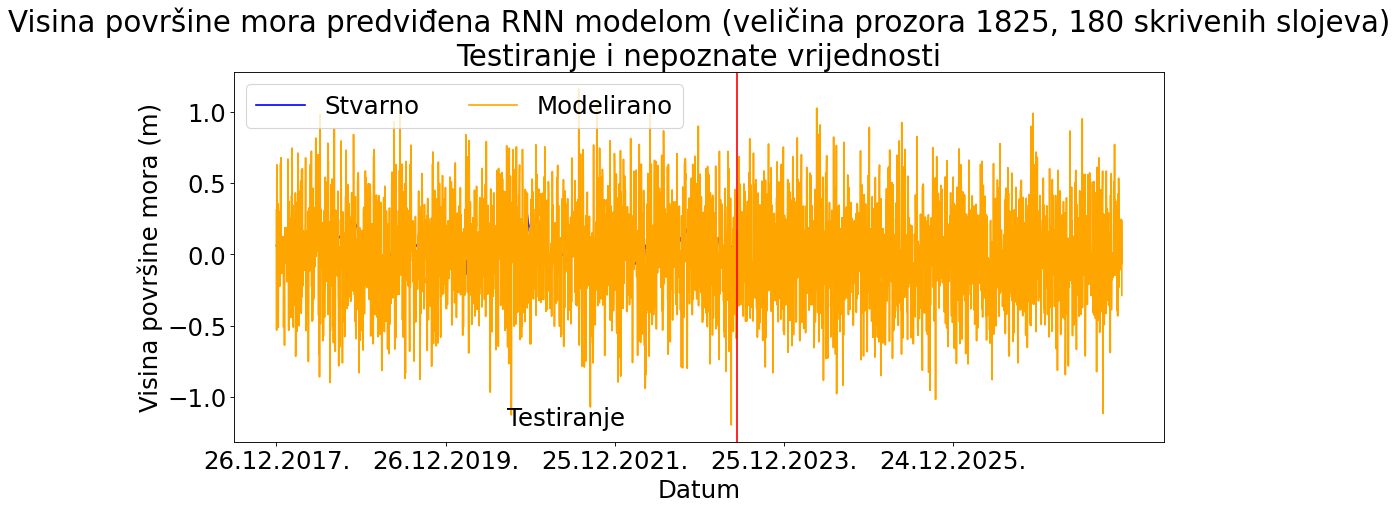 Visina površine mora predviđena RNN modelom (veličina prozora 1825, 180 skrivenih slojeva)
Testiranje i nepoznate vrijednosti
Stvarno
Modelirano
Visina površine mora (m)
1.0
0.5
0.0
−0.5
−1.0
Testiranje
26.12.2017.
26.12.2019.
25.12.2021.
25.12.2023.
24.12.2025.
Datum